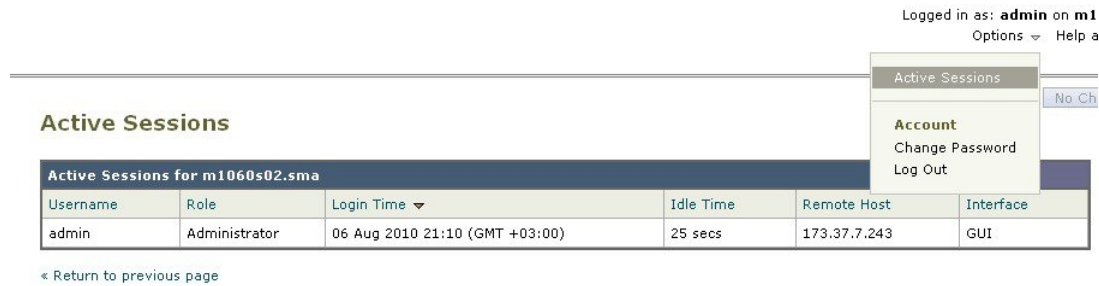 Logged in as: admin on m1
Options Help a
Active Sessions
No Ch
Active Sessions
Account
Change Password
Log Out
Active Sessions for m1060s02.sma
Username Role Login Time Idle Time Remote Host Interface
admin Administrator 06 Aug 2010 21:10 (GMT +03:00) 25 secs 173.37.7.243 GUI
« Return to previous page